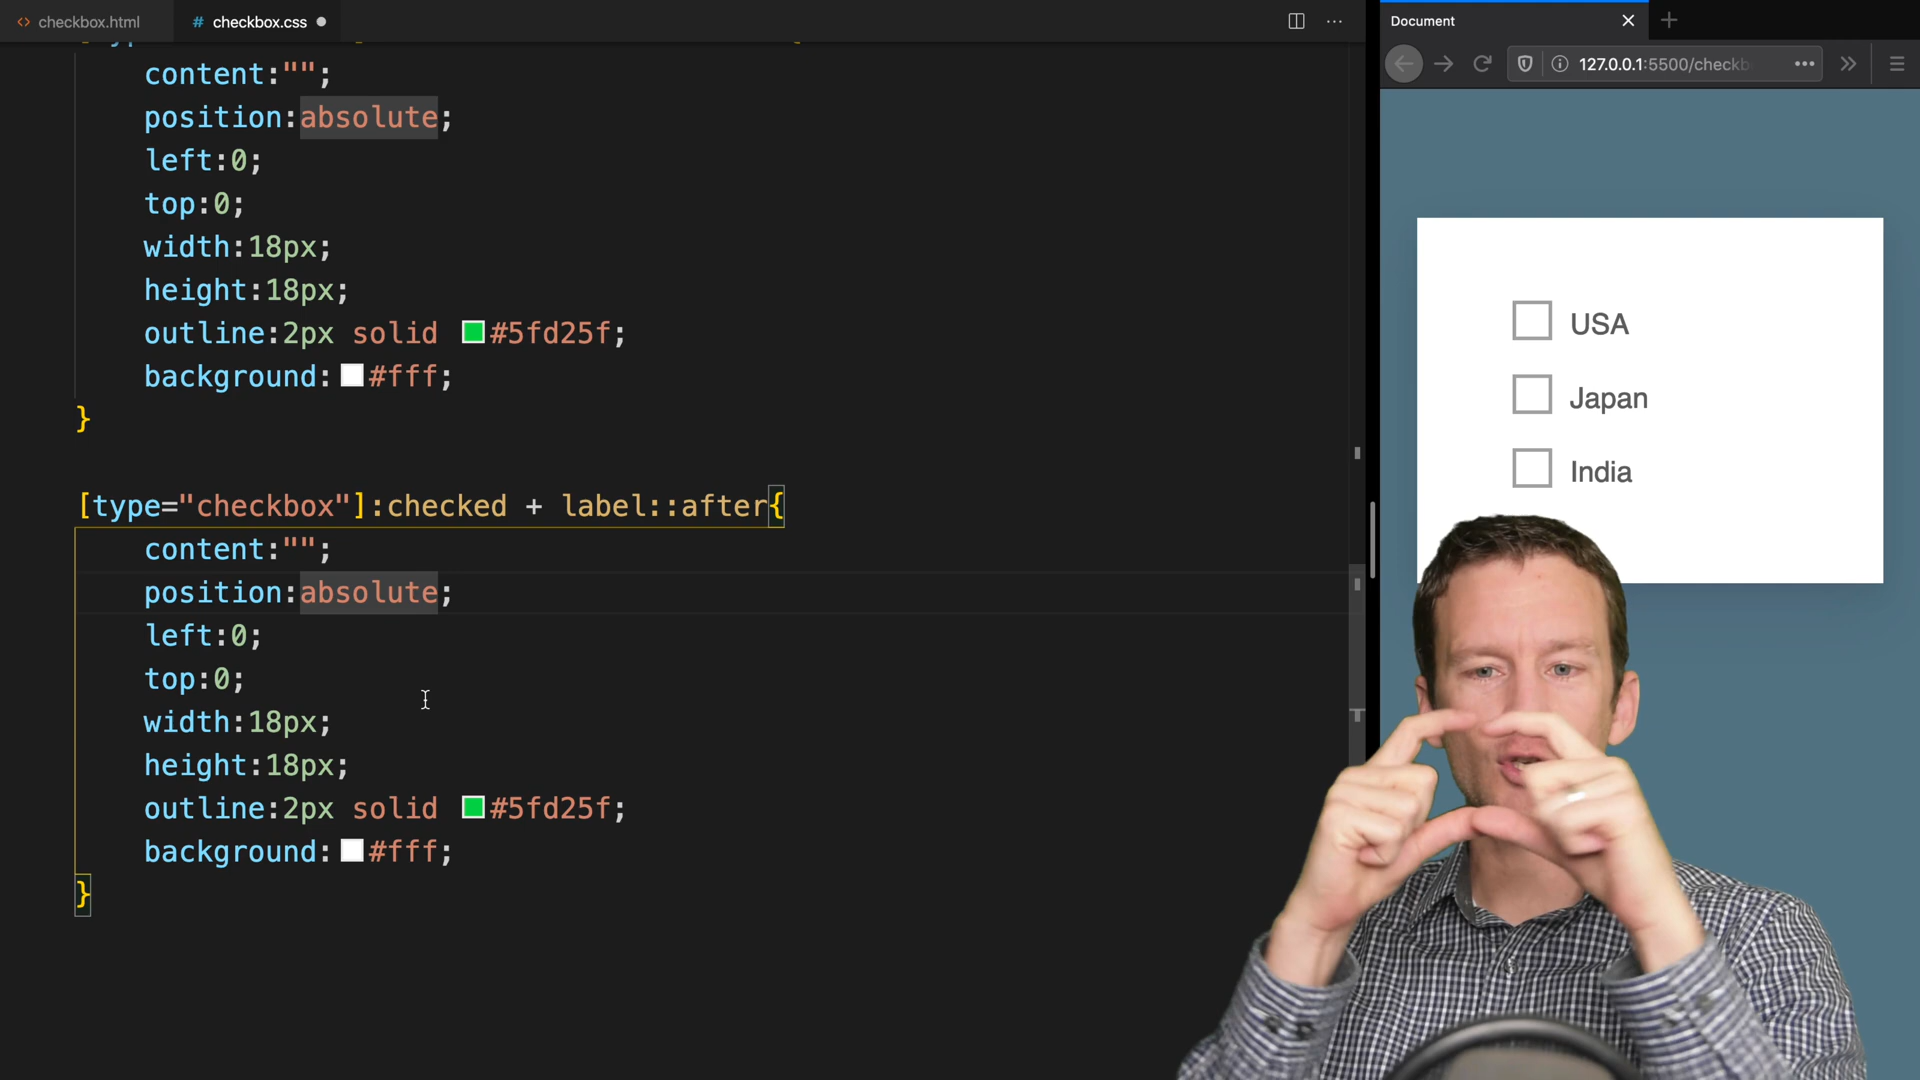 checkbox.html
# checkbox.css
Document
content:"";
127.0.0.1:5500/checkb
position:absolute;
left:0;
top:0;
width:18px;
height:18px;
outline:2px solid #5fd25f;
background: #fff;
}
USA
Japan
India
[type="checkbox"]:checked + label::after{
content:"";
position:absolute;
left:0;
top:0;
width:18px;
height:18px;
outline:2px solid #5fd25f;
background: #fff;
}